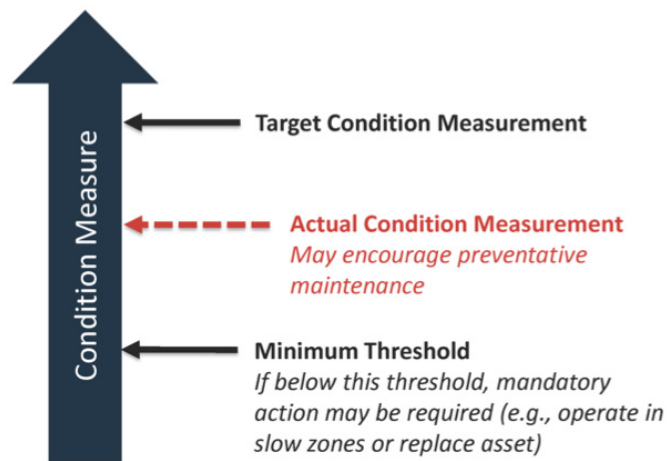 Condition Measure
Target Condition Measurement
Actual Condition Measurement
May encourage preventative
maintenance
Minimum Threshold
If below this threshold, mandatory
action may be required (e.g., operate in
slow zones or replace asset)